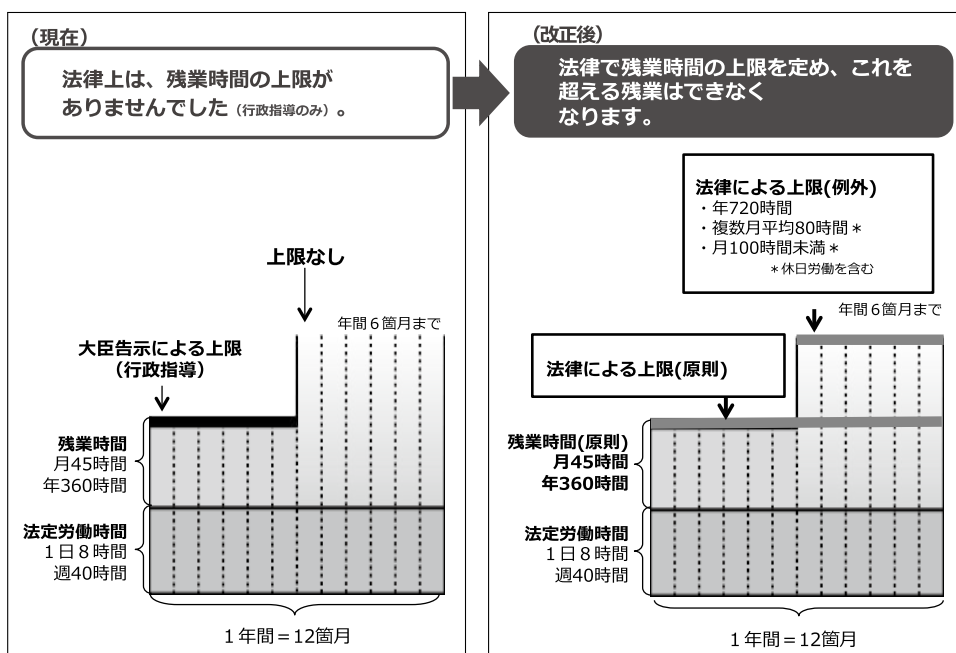 （現在）
法律上は、残業時間の上限が
ありませんでした（行政指導のみ）。
上限なし
年間６箇月まで
大臣告示による上限
（行政指導）
残業時間
月45時間
年360時間
法定労働時間
１日８時間
週40時間
１年間＝12箇月
（改正後）
法律で残業時間の上限を定め、これを
超える残業はできなく
なります。
法律による上限(例外)
・年720時間
・複数月平均80時間＊
・月100時間未満＊
＊休日労働を含む
年間６箇月まで
法律による上限(原則)
残業時間(原則)
月45時間
年360時間
法定労働時間
１日８時間
週40時間
１年間＝12箇月